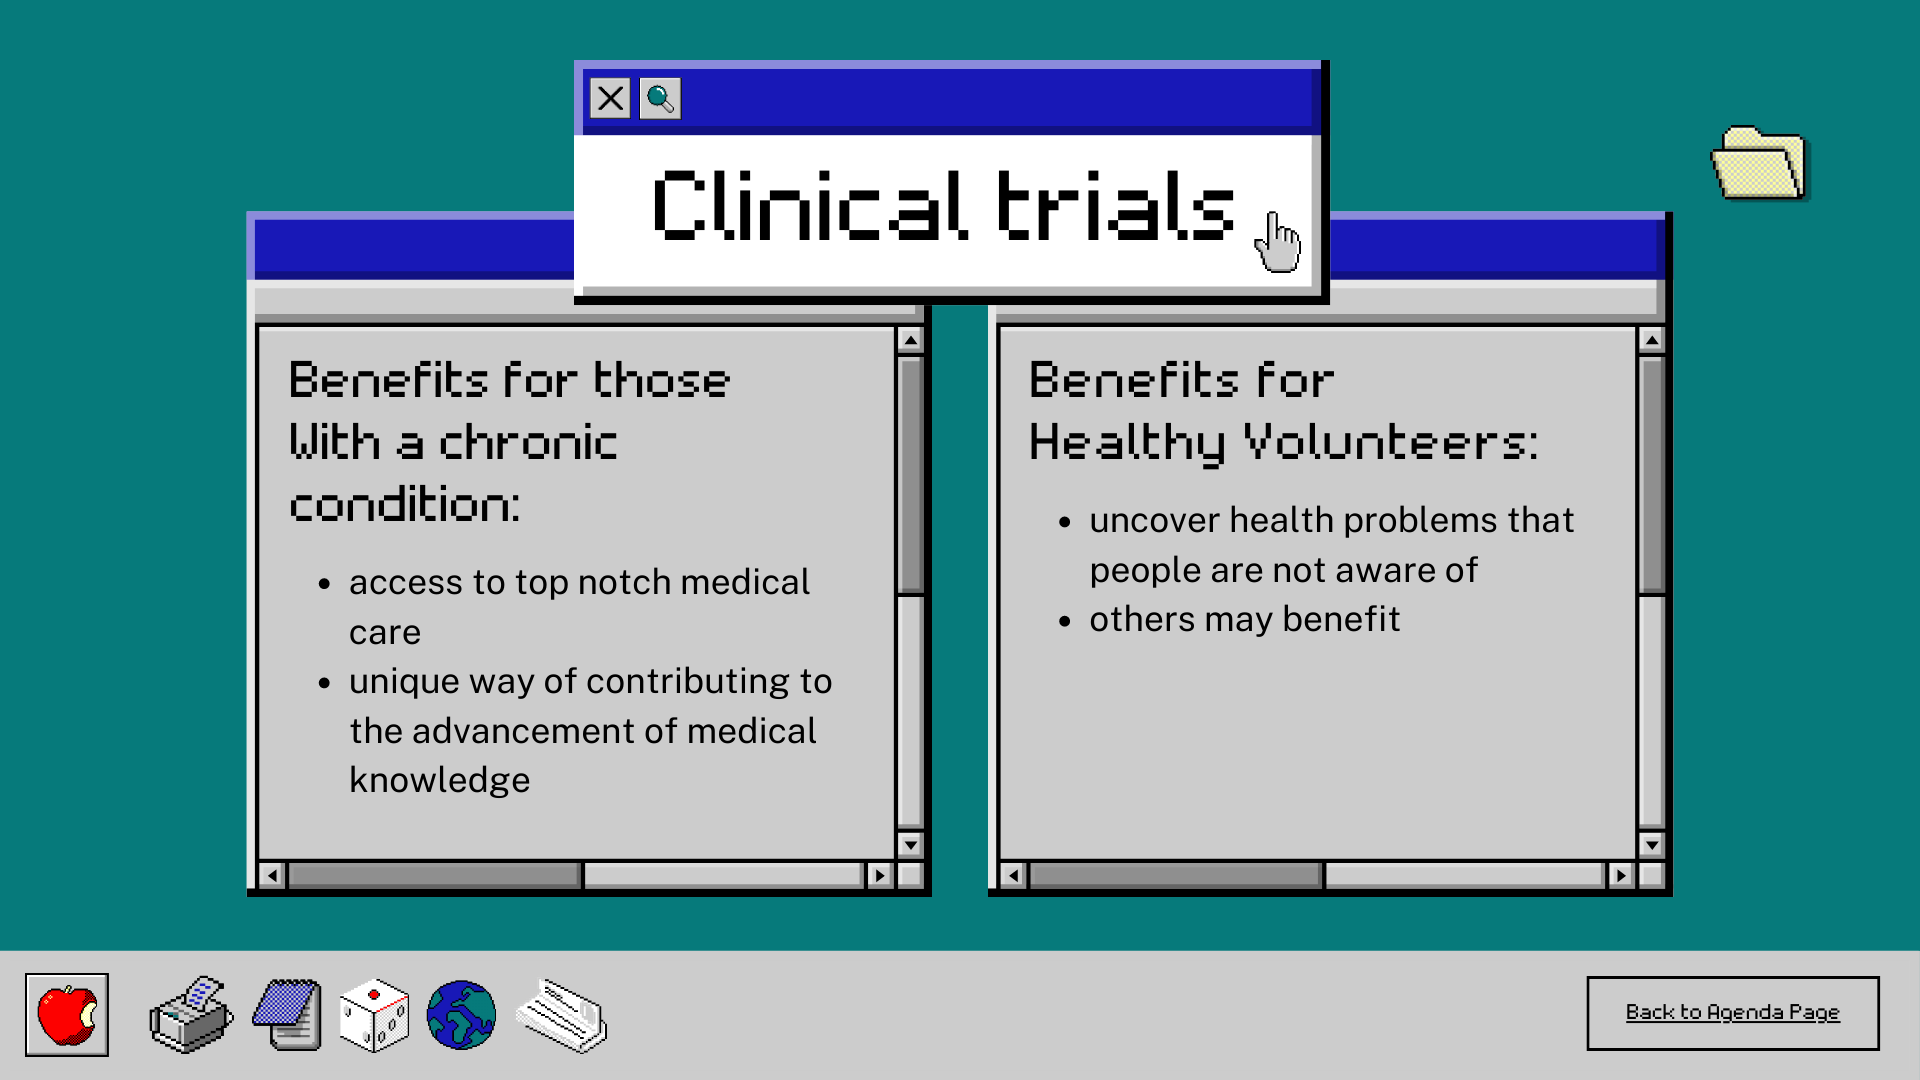 Clinical trials
Benefits for those
With a chronic
condition:
• access to top notch medical
care
• unique way of contributing to
the advancement of medical
knowledge
Benefits for
Healthy Volunteers:
• uncover health problems that
people are not aware of
• others may benefit
Back to Agenda Page